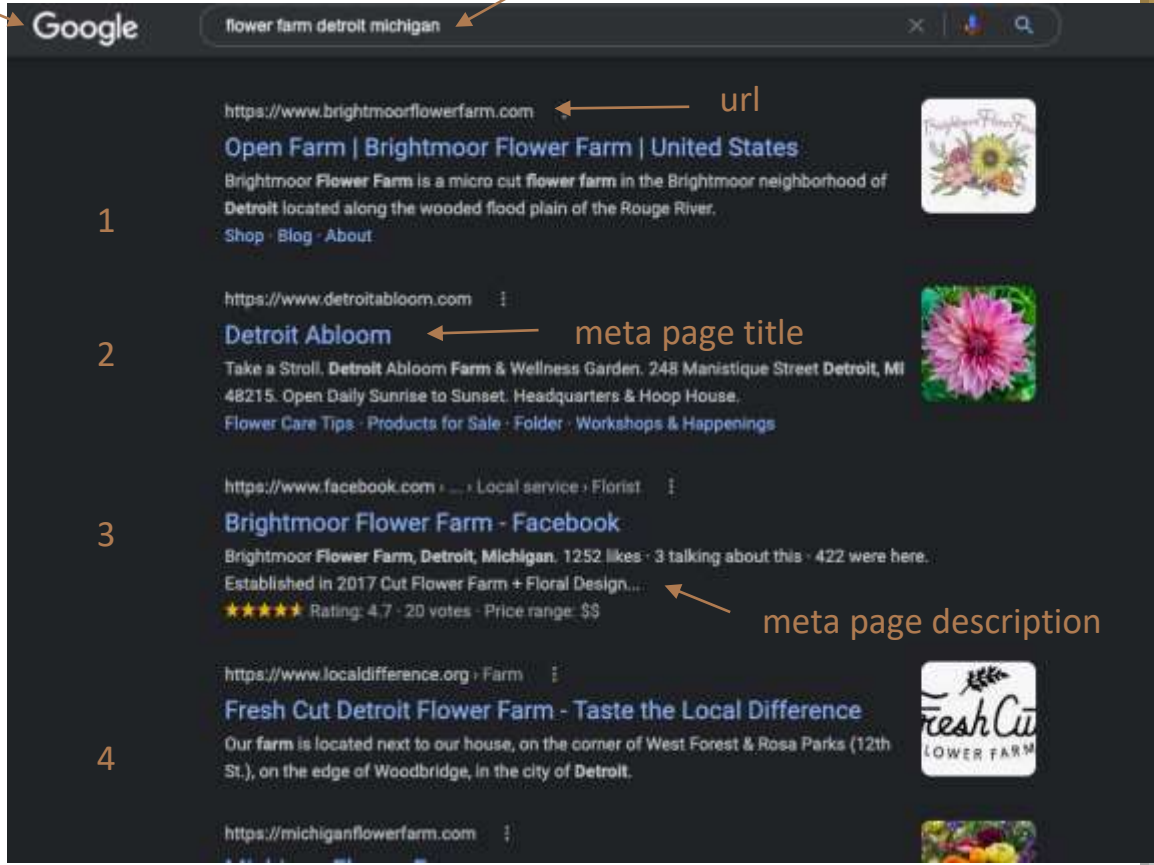 Google
flower farm detroit michigan
https://www.brightmoorflowerfarm.com
url
Open Farm | Brightmoor Flower Farm | United States
Brightmoor Flower Farm is a micro cut flower farm in the Brightmoor neighborhood of
Detroit located along the wooded flood plain of the Rouge River.
1
Shop · Blog · About
https://www.detroitabloom.com
Detroit Abloom
meta page title
2
Take a Stroll. Detroit Abloom Farm & Wellness Garden. 248 Manistique Street Detroit, MI
48215. Open Daily Sunrise to Sunset. Headquarters & Hoop House.
Flower Care Tips · Products for Sale · Folder · Workshops & Happenings
https://www.facebook.com › ... › Local service › Florist
Brightmoor Flower Farm - Facebook
3
Brightmoor Flower Farm, Detroit, Michigan. 1252 likes · 3 talking about this · 422 were here.
Established in 2017 Cut Flower Farm + Floral Design...
Rating: 4.7 · 20 votes · Price range: $$
meta page description
https://www.localdifference.org › Farm
Fresh Cut Detroit Flower Farm - Taste the Local Difference
Our farm is located next to our house, on the corner of West Forest & Rosa Parks (12th
St.), on the edge of Woodbridge, in the city of Detroit.
4
Fresh Cu
LOWER FARM
https://michiganflowerfarm.com